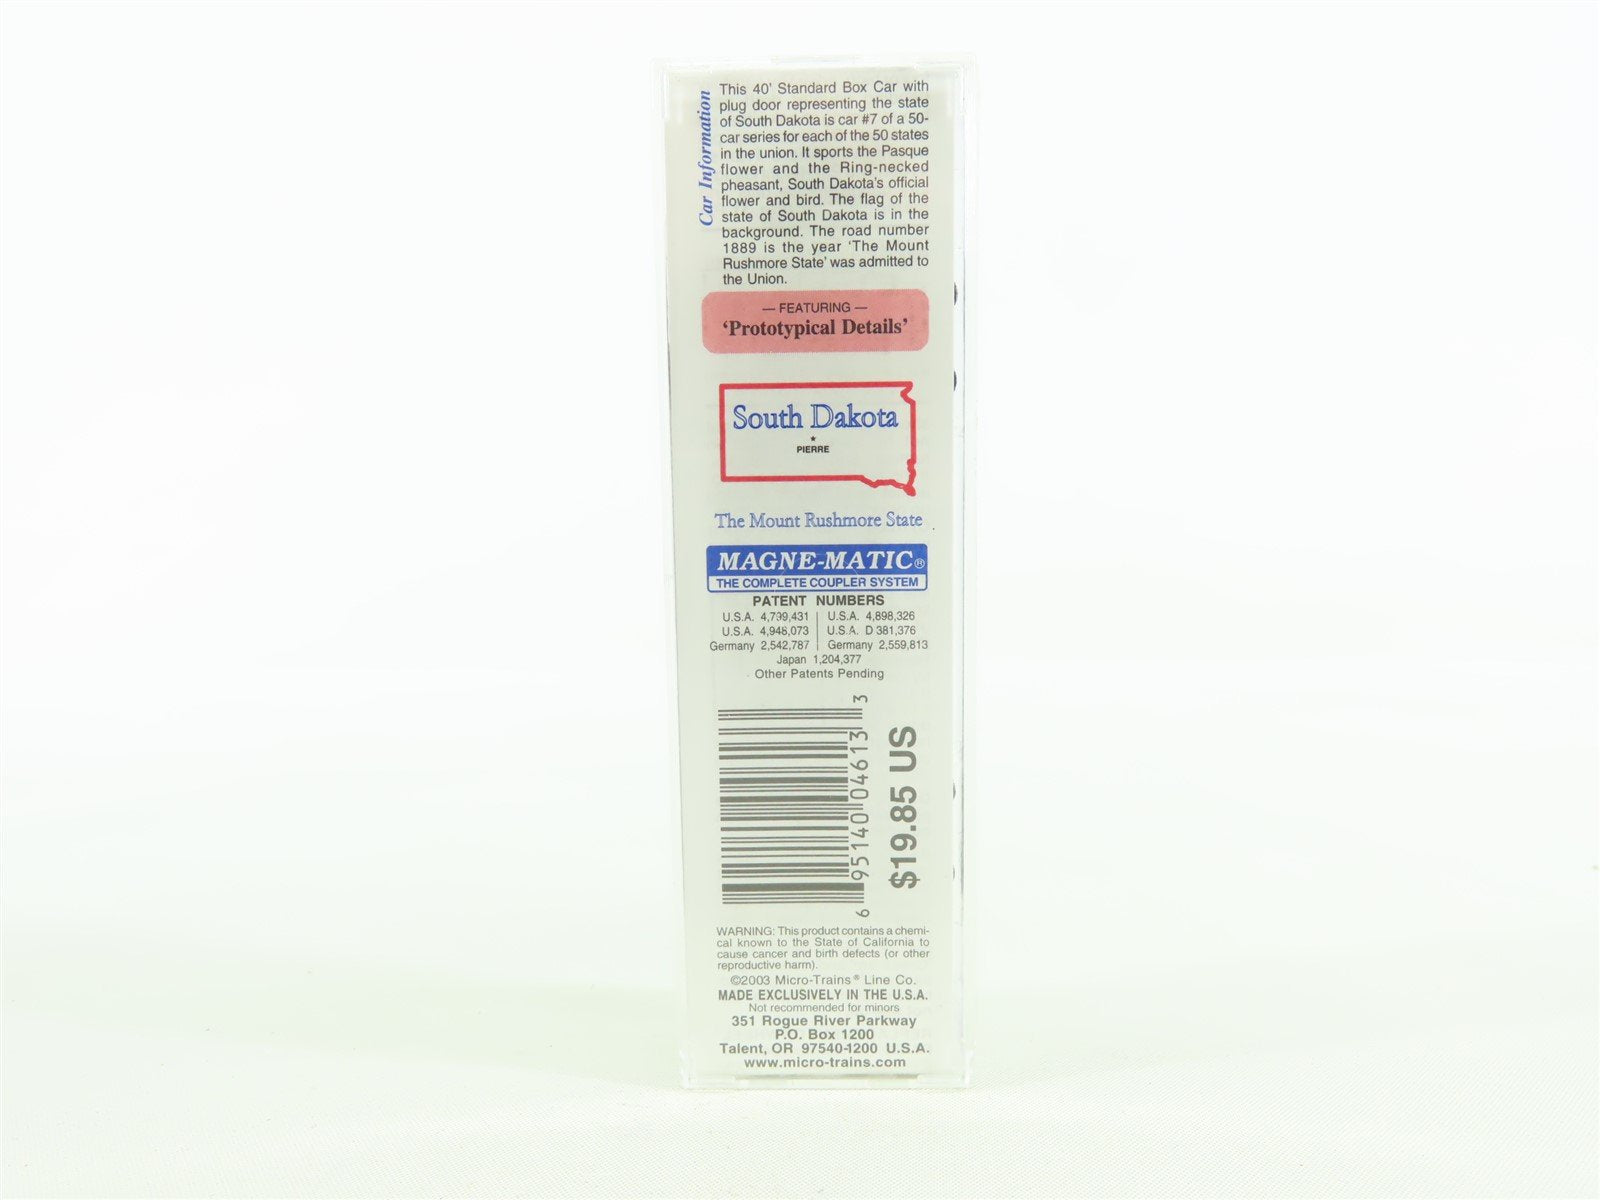 Car Information
This 40' Standard Box Car with
plug door representing the state
of South Dakota is car #7 of a 50-
car series for each of the 50 states
in the union. It sports the Pasque
flower and the Ring-necked
pheasant, South Dakota's official
flower and bird. The flag of the
state of South Dakota is in the
background. The road number
1889 is the year 'The Mount
Rushmore State' was admitted to
the Union.
— FEATURING —
'Prototypical Details'
South Dakota
PIERRE
The Mount Rushmore State
MAGNE-MATIC®
THE COMPLETE COUPLER SYSTEM
PATENT NUMBERS
U.S.A. 4,799,431 | U.S.A. 4,898,326
U.S.A. 4,946,073 | U.S.A. D 381,376
Germany 2,542,787 | Germany 2,559,813
Japan 1,204,377
Other Patents Pending
6 95140 04613 3
$19.85 US
WARNING: This product contains a chemi-
cal known to the State of California to
cause cancer and birth defects (or other
reproductive harm).
©2003 Micro-Trains® Line Co.
MADE EXCLUSIVELY IN THE U.S.A.
Not recommended for minors
351 Rogue River Parkway
P.O. Box 1200
Talent, OR 97540-1200 U.S.A.
www.micro-trains.com